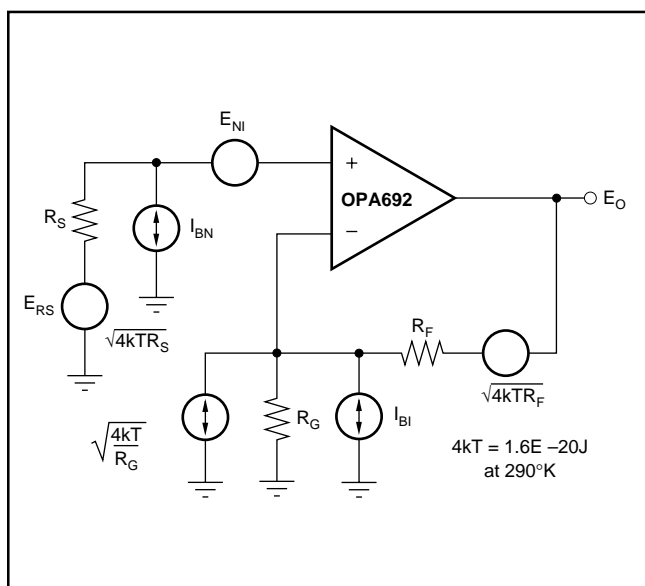 E_NI
+
OPA692
−
E_O
R_S
I_BN
E_RS
√4kTR_S
R_F
√4kTR_F
√4kT/R_G
R_G
I_BI
4kT = 1.6E –20J
at 290°K